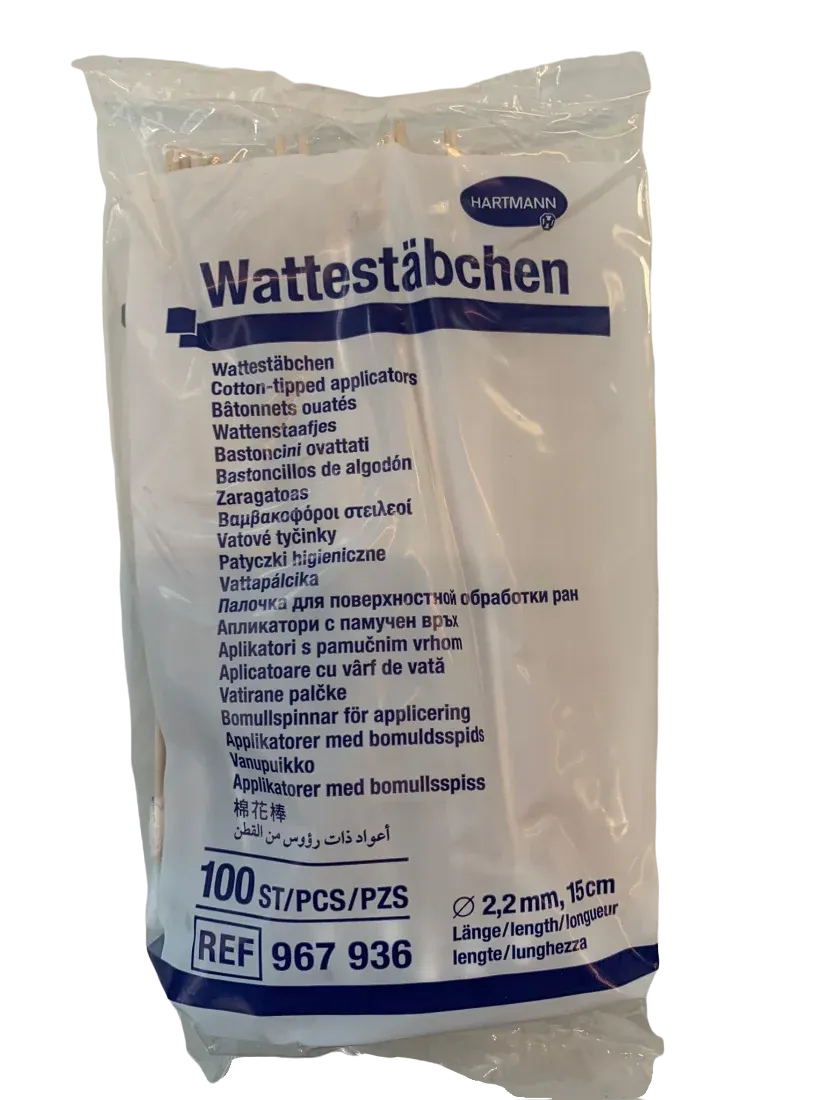 HARTMANN
Wattestäbchen
Wattestäbchen
Cotton-tipped applicators
Bâtonnets ouatés
Wattenstaafjes
Bastoncini ovattati
Bastoncillos de algodón
Zaragatoas
Βαμβακοφόροι στειλεοί
Vatové tyčinky
Patyczki higieniczne
Vattapálcika
Палочка для поверхностной обработки ран
Апликатори с памучен връх
Aplikatori s pamučnim vrhom
Aplicatoare cu vârf de vată
Vatirane palčke
Bomullspinnar för applicering
Applikatorer med bomuldsspids
Vanupuikko
Applikatorer med bomullsspiss
棉花棒
أعواد ذات رؤوس من القطن
100 ST/PCS/PZS
REF 967 936
∅ 2,2 mm, 15 cm
Länge/length/longueur
lengte/lunghezza